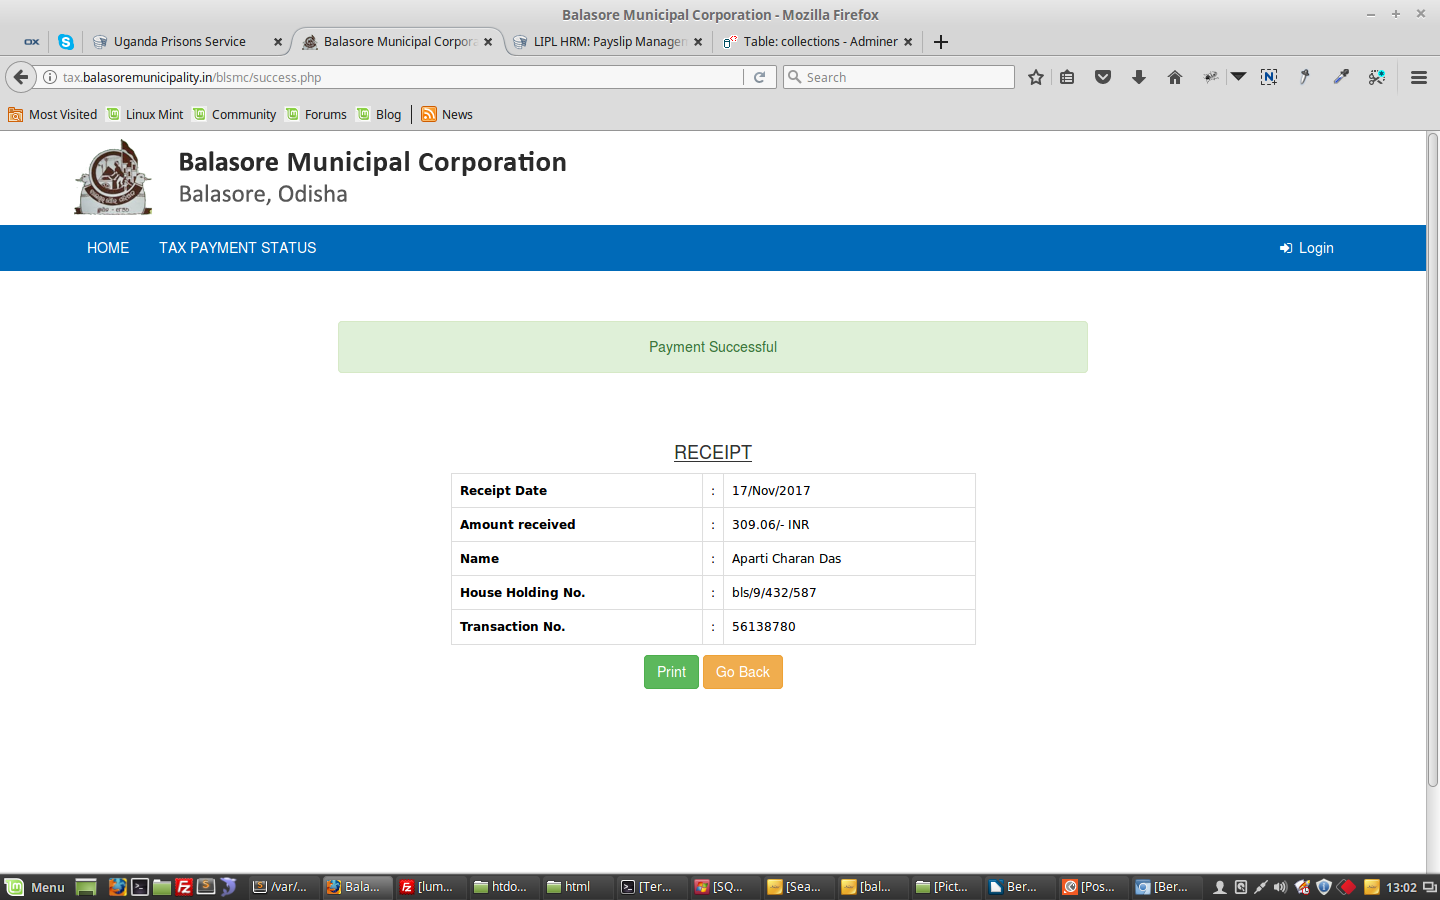 Balasore Municipal Corporation - Mozilla Firefox
Uganda Prisons Service
Balasore Municipal Corpora
LIPL HRM: Payslip Managem
Table: collections - Adminer
tax.balasoremunicipality.in/blsmc/success.php
Search
Most Visited
Linux Mint
Community
Forums
Blog
News
Balasore Municipal Corporation
Balasore, Odisha
HOME
TAX PAYMENT STATUS
Login
Payment Successful
RECEIPT
Receipt Date : 17/Nov/2017
Amount received : 309.06/- INR
Name : Aparti Charan Das
House Holding No. : bls/9/432/587
Transaction No. : 56138780
Print
Go Back
Menu
/var/...
Bala...
[lum...
htdo...
html
[Ter...
[SQ...
[Sea...
[bal...
[Pict...
Ber...
[Pos...
[Ber...
13:02